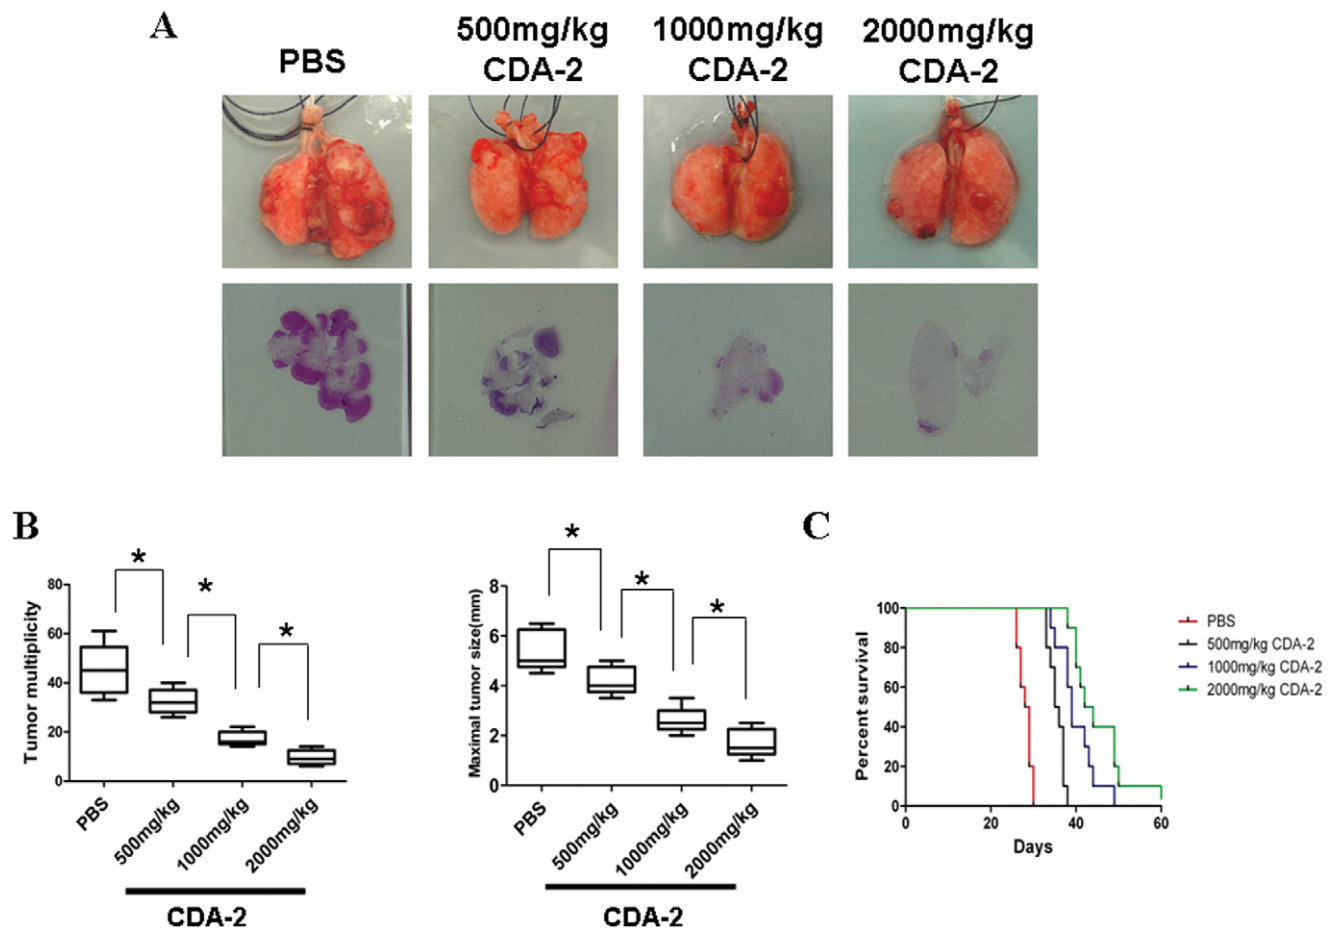 A
PBS
500mg/kg
CDA-2
1000mg/kg
CDA-2
2000mg/kg
CDA-2
B
*
*
*
Tumor multiplicity
80
60
40
20
0
PBS
500mg/kg
1000mg/kg
2000mg/kg
CDA-2
*
*
*
Maximal tumor size(mm)
8
6
4
2
0
PBS
500mg/kg
1000mg/kg
2000mg/kg
CDA-2
C
Percent survival
100
80
60
40
20
0
0
20
40
60
Days
PBS
500mg/kg CDA-2
1000mg/kg CDA-2
2000mg/kg CDA-2